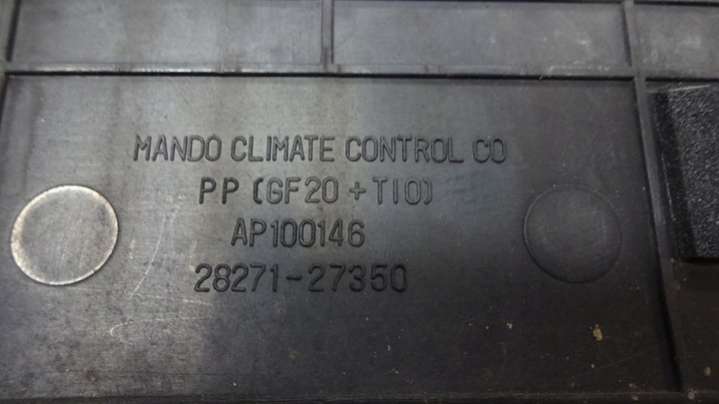 MANDO CLIMATE CONTROL CO
PP (GF20+T10)
AP100146
28271-27350